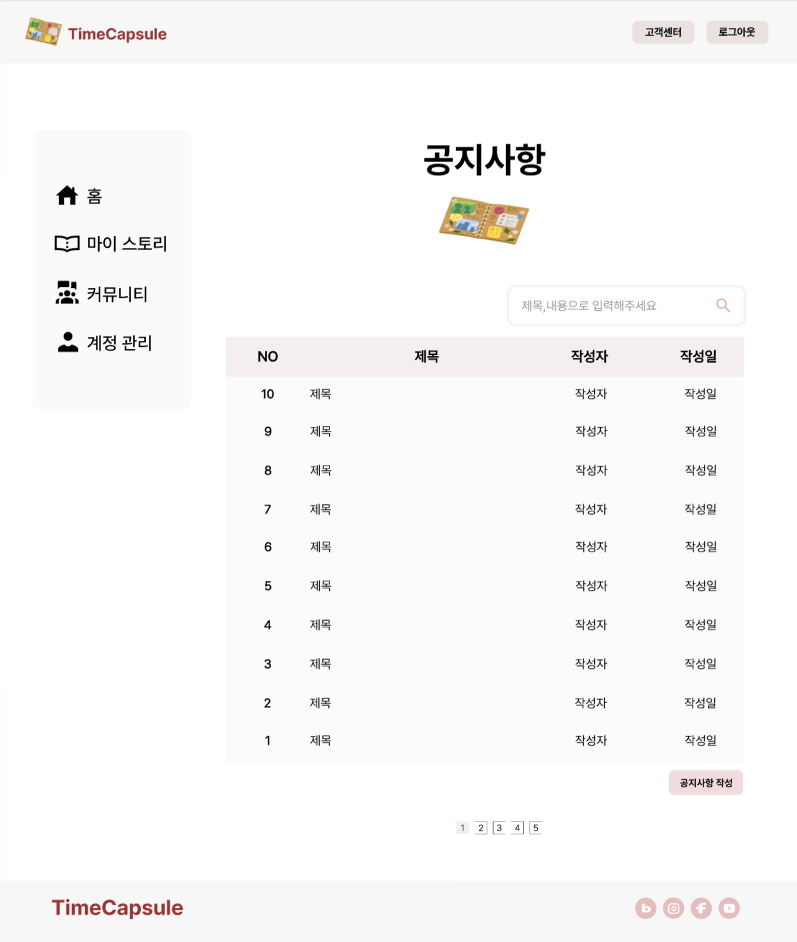 TimeCapsule
고객센터 로그아웃
홈
마이 스토리
커뮤니티
계정 관리
공지사항
제목,내용으로 입력해주세요
NO 제목 작성자 작성일
10 제목 작성자 작성일
9 제목 작성자 작성일
8 제목 작성자 작성일
7 제목 작성자 작성일
6 제목 작성자 작성일
5 제목 작성자 작성일
4 제목 작성자 작성일
3 제목 작성자 작성일
2 제목 작성자 작성일
1 제목 작성자 작성일
공지사항 작성
1 2 3 4 5
TimeCapsule